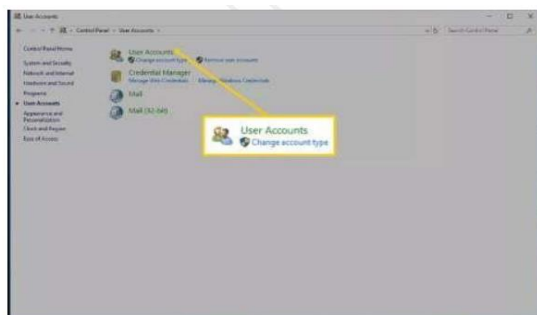 User Accounts
Control Panel > User Accounts >
Search Control Panel
Control Panel Home
System and Security
Network and Internet
Hardware and Sound
Programs
User Accounts
Appearance and
Personalization
Clock and Region
Ease of Access
User Accounts
Change account type Remove user accounts
Credential Manager
Manage Web Credentials Manage Windows Credentials
Mail
Mail (32-bit)
User Accounts
Change account type